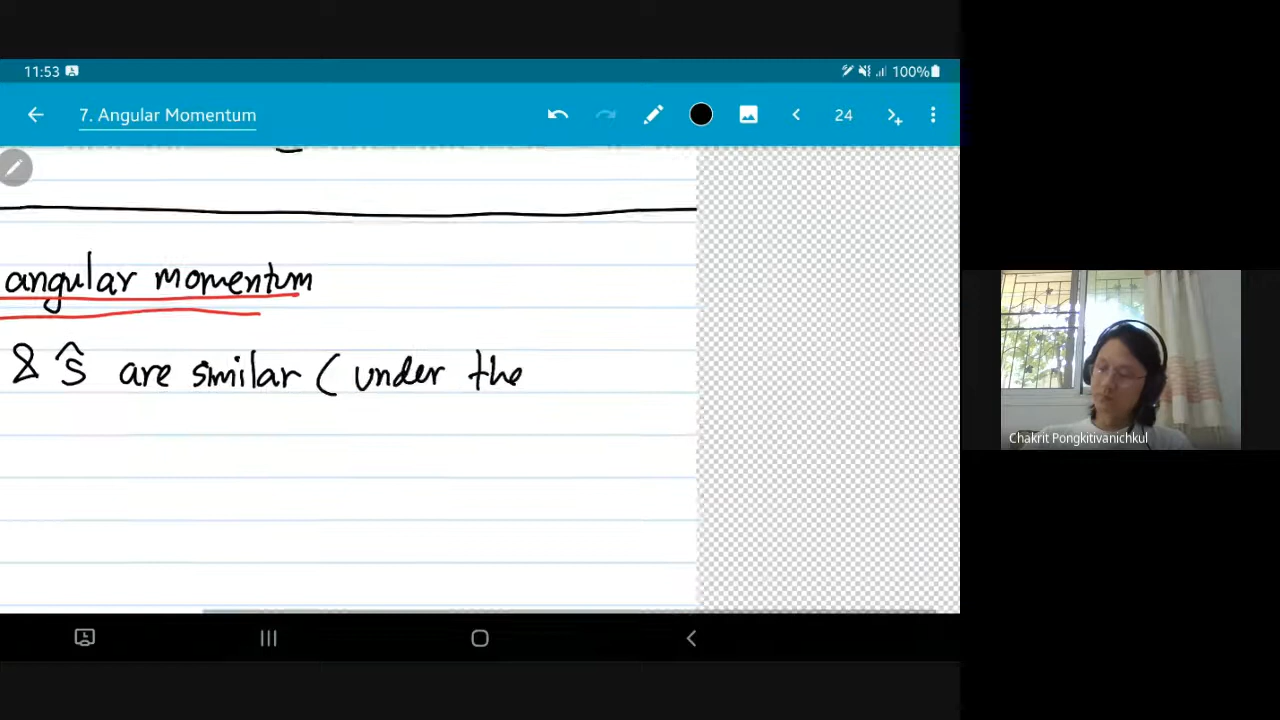 11:53
100%
7. Angular Momentum
24
angular momentum
& ŝ are similar ( under the
Chakrit Pongkitivanichkul